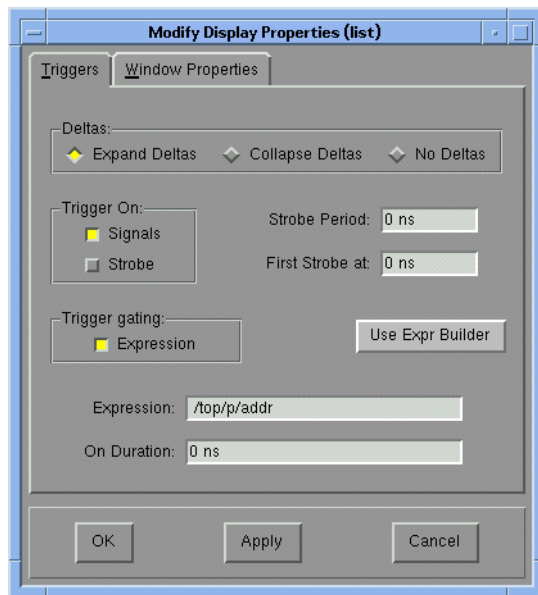 Modify Display Properties (list)
Triggers Window Properties
Deltas:
Expand Deltas Collapse Deltas No Deltas
Trigger On:
Signals
Strobe
Strobe Period: 0 ns
First Strobe at: 0 ns
Trigger gating:
Expression
Use Expr Builder
Expression: /top/p/addr
On Duration: 0 ns
OK Apply Cancel